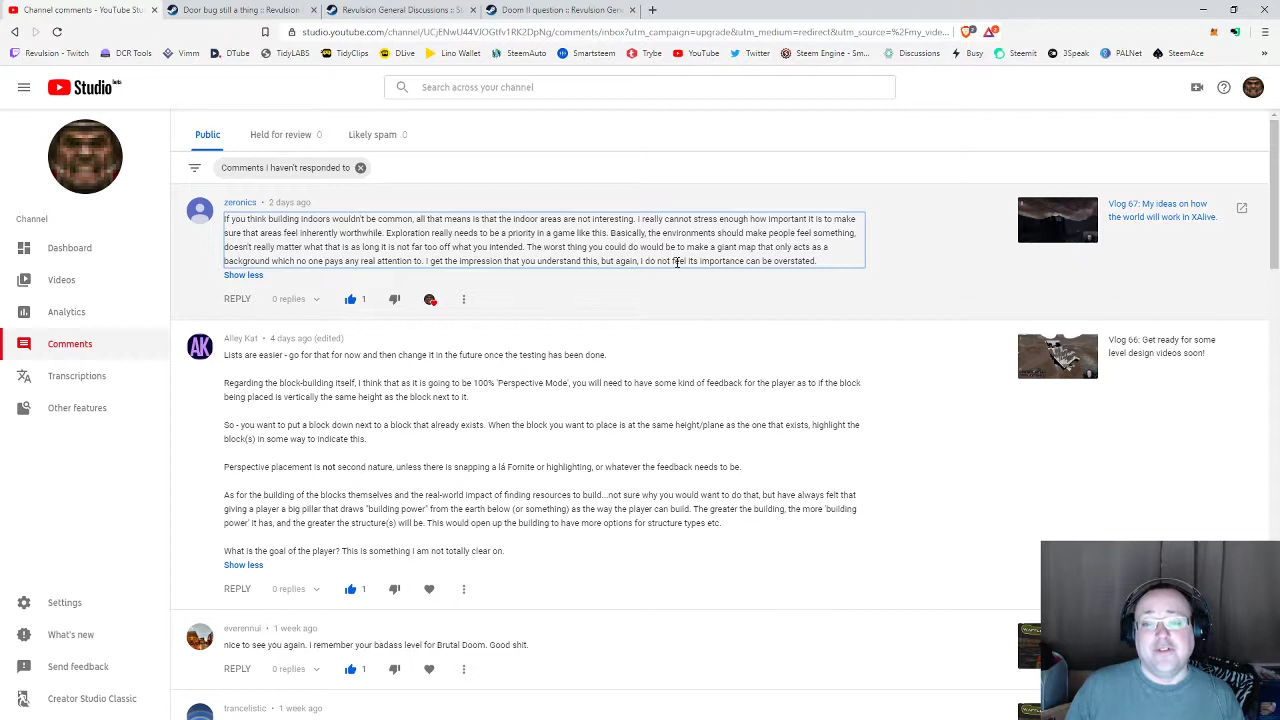 Channel comments - YouTube St
Door bug still a thing :: Revulsion
Revulsion General Discussions :: St
Doom II question :: Revulsion Gene
studio.youtube.com/channel/UCjENwU44VJOGtfv1RK2DpNg/comments/inbox?utm_campaign=upgrade&utm_medium=redirect&utm_source=%2Fmy_vide...
Revulsion - Twitch DCR Tools Vimm DTube TidyLABS TidyClips DLive Lino Wallet SteemAuto Smartsteem Trybe YouTube Twitter Steem Engine - Sm... Busy Steemit 3Speak PALNet SteemAce
Studio beta
Search across your channel
Public
Held for review 0
Likely spam 0
Comments I haven't responded to
Channel
Dashboard
Videos
Analytics
Comments
Transcriptions
Other features
Settings
What's new
Send feedback
Creator Studio Classic
zeronics • 2 days ago
If you think building indoors wouldn't be common, all that means is that the indoor areas are not interesting. I really cannot stress enough how important it is to make
sure that areas feel inherently worthwhile. Exploration really needs to be a priority in a game like this. Basically, the environments should make people feel something,
doesn't really matter what that is as long it is not far too off what you intended. The worst thing you could do would be to make a giant map that only acts as a
background which no one pays any real attention to. I get the impression that you understand this, but again, I do not feel its importance can be overstated.
Show less
REPLY 0 replies 1
Vlog 67: My ideas on how
the world will work in XAlive.
AK
Alley Kat • 4 days ago (edited)
Lists are easier - go for that for now and then change it in the future once the testing has been done.
Regarding the block-building itself, I think that as it is going to be 100% 'Perspective Mode', you will need to have some kind of feedback for the player as to if the block
being placed is vertically the same height as the block next to it.
So - you want to put a block down next to a block that already exists. When the block you want to place is at the same height/plane as the one that exists, highlight the
block(s) in some way to indicate this.
Perspective placement is not second nature, unless there is snapping a lá Fornite or highlighting, or whatever the feedback needs to be.
As for the building of the blocks themselves and the real-world impact of finding resources to build...not sure why you would want to do that, but have always felt that
giving a player a big pillar that draws "building power" from the earth below (or something) as the way the player can build. The greater the building, the more 'building
power' it has, and the greater the structure(s) will be. This would open up the building to have more options for structure types etc.
What is the goal of the player? This is something I am not totally clear on.
Show less
REPLY 0 replies 1
Vlog 66: Get ready for some
level design videos soon!
everennui • 1 week ago
nice to see you again. I remember your badass level for Brutal Doom. Good shit.
REPLY 0 replies 1
trancelistic • 1 week ago